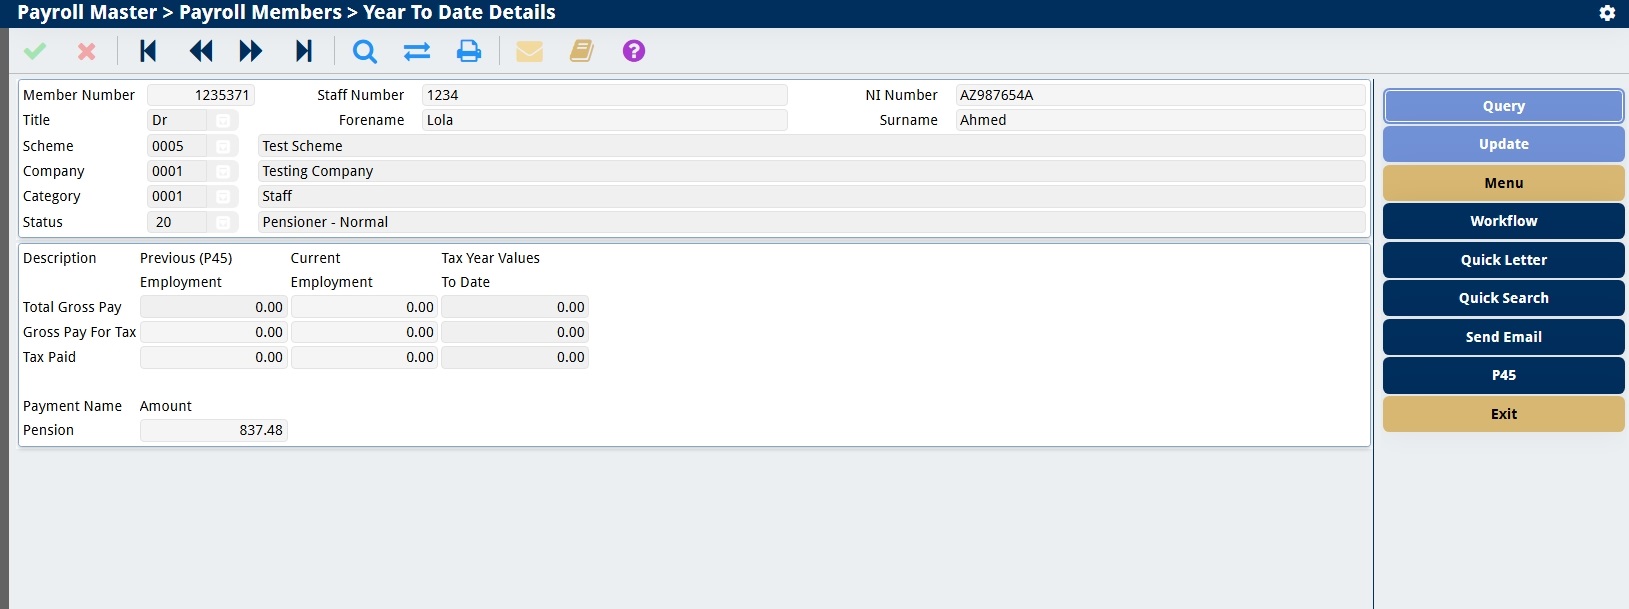 Payroll Master > Payroll Members > Year To Date Details
?
Member Number 1235371 Staff Number 1234 NI Number AZ987654A
Title Dr Forename Lola Surname Ahmed
Scheme 0005 Test Scheme
Company 0001 Testing Company
Category 0001 Staff
Status 20 Pensioner - Normal
Description Previous (P45) Current Tax Year Values
Employment Employment To Date
Total Gross Pay 0.00 0.00 0.00
Gross Pay For Tax 0.00 0.00 0.00
Tax Paid 0.00 0.00 0.00
Payment Name Amount
Pension 837.48
Query
Update
Menu
Workflow
Quick Letter
Quick Search
Send Email
P45
Exit